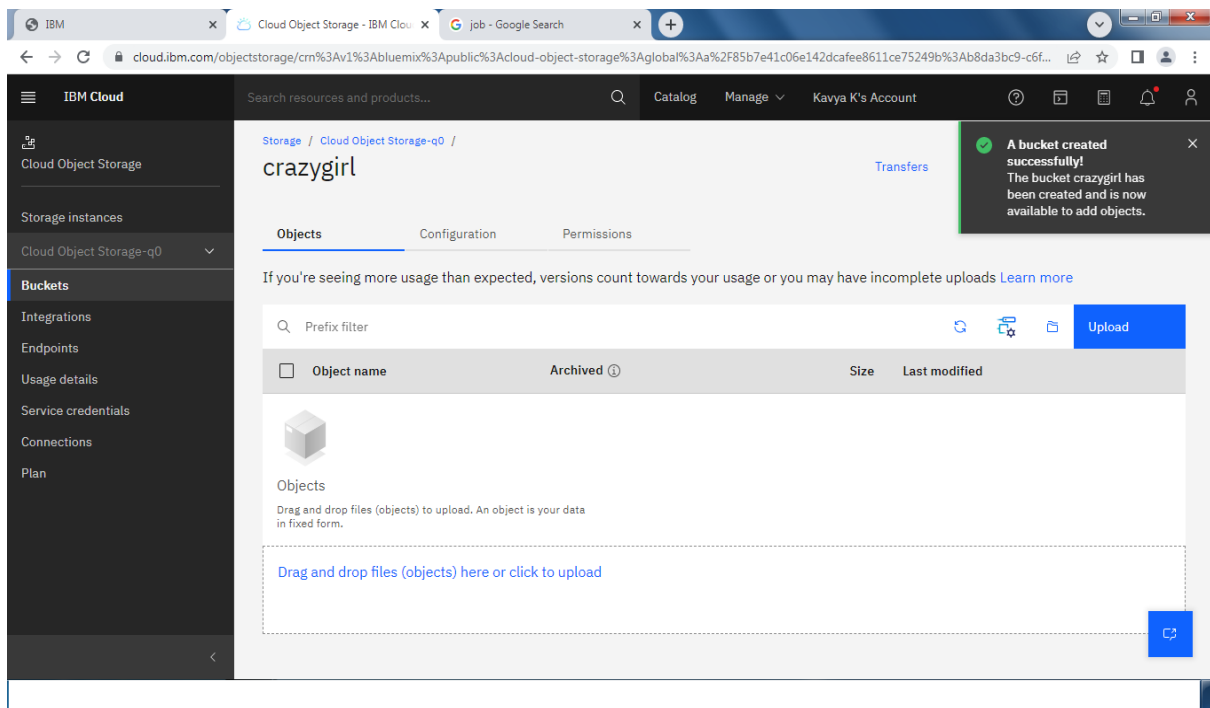 IBM
Cloud Object Storage - IBM Clou
job - Google Search
cloud.ibm.com/objectstorage/crn%3Av1%3Abluemix%3Apublic%3Acloud-object-storage%3Aglobal%3Aa%2F85b7e41c06e142dcafee8611ce75249b%3Ab8da3bc9-c6f...
IBM Cloud
Search resources and products...
Catalog
Manage
Kavya K's Account
Cloud Object Storage
Storage instances
Cloud Object Storage-q0
Buckets
Integrations
Endpoints
Usage details
Service credentials
Connections
Plan
Storage / Cloud Object Storage-q0 /
crazygirl
Transfers
A bucket created
successfully!
The bucket crazygirl has
been created and is now
available to add objects.
Objects
Configuration
Permissions
If you're seeing more usage than expected, versions count towards your usage or you may have incomplete uploads Learn more
Prefix filter
Upload
Object name
Archived
Size
Last modified
Objects
Drag and drop files (objects) to upload. An object is your data
in fixed form.
Drag and drop files (objects) here or click to upload